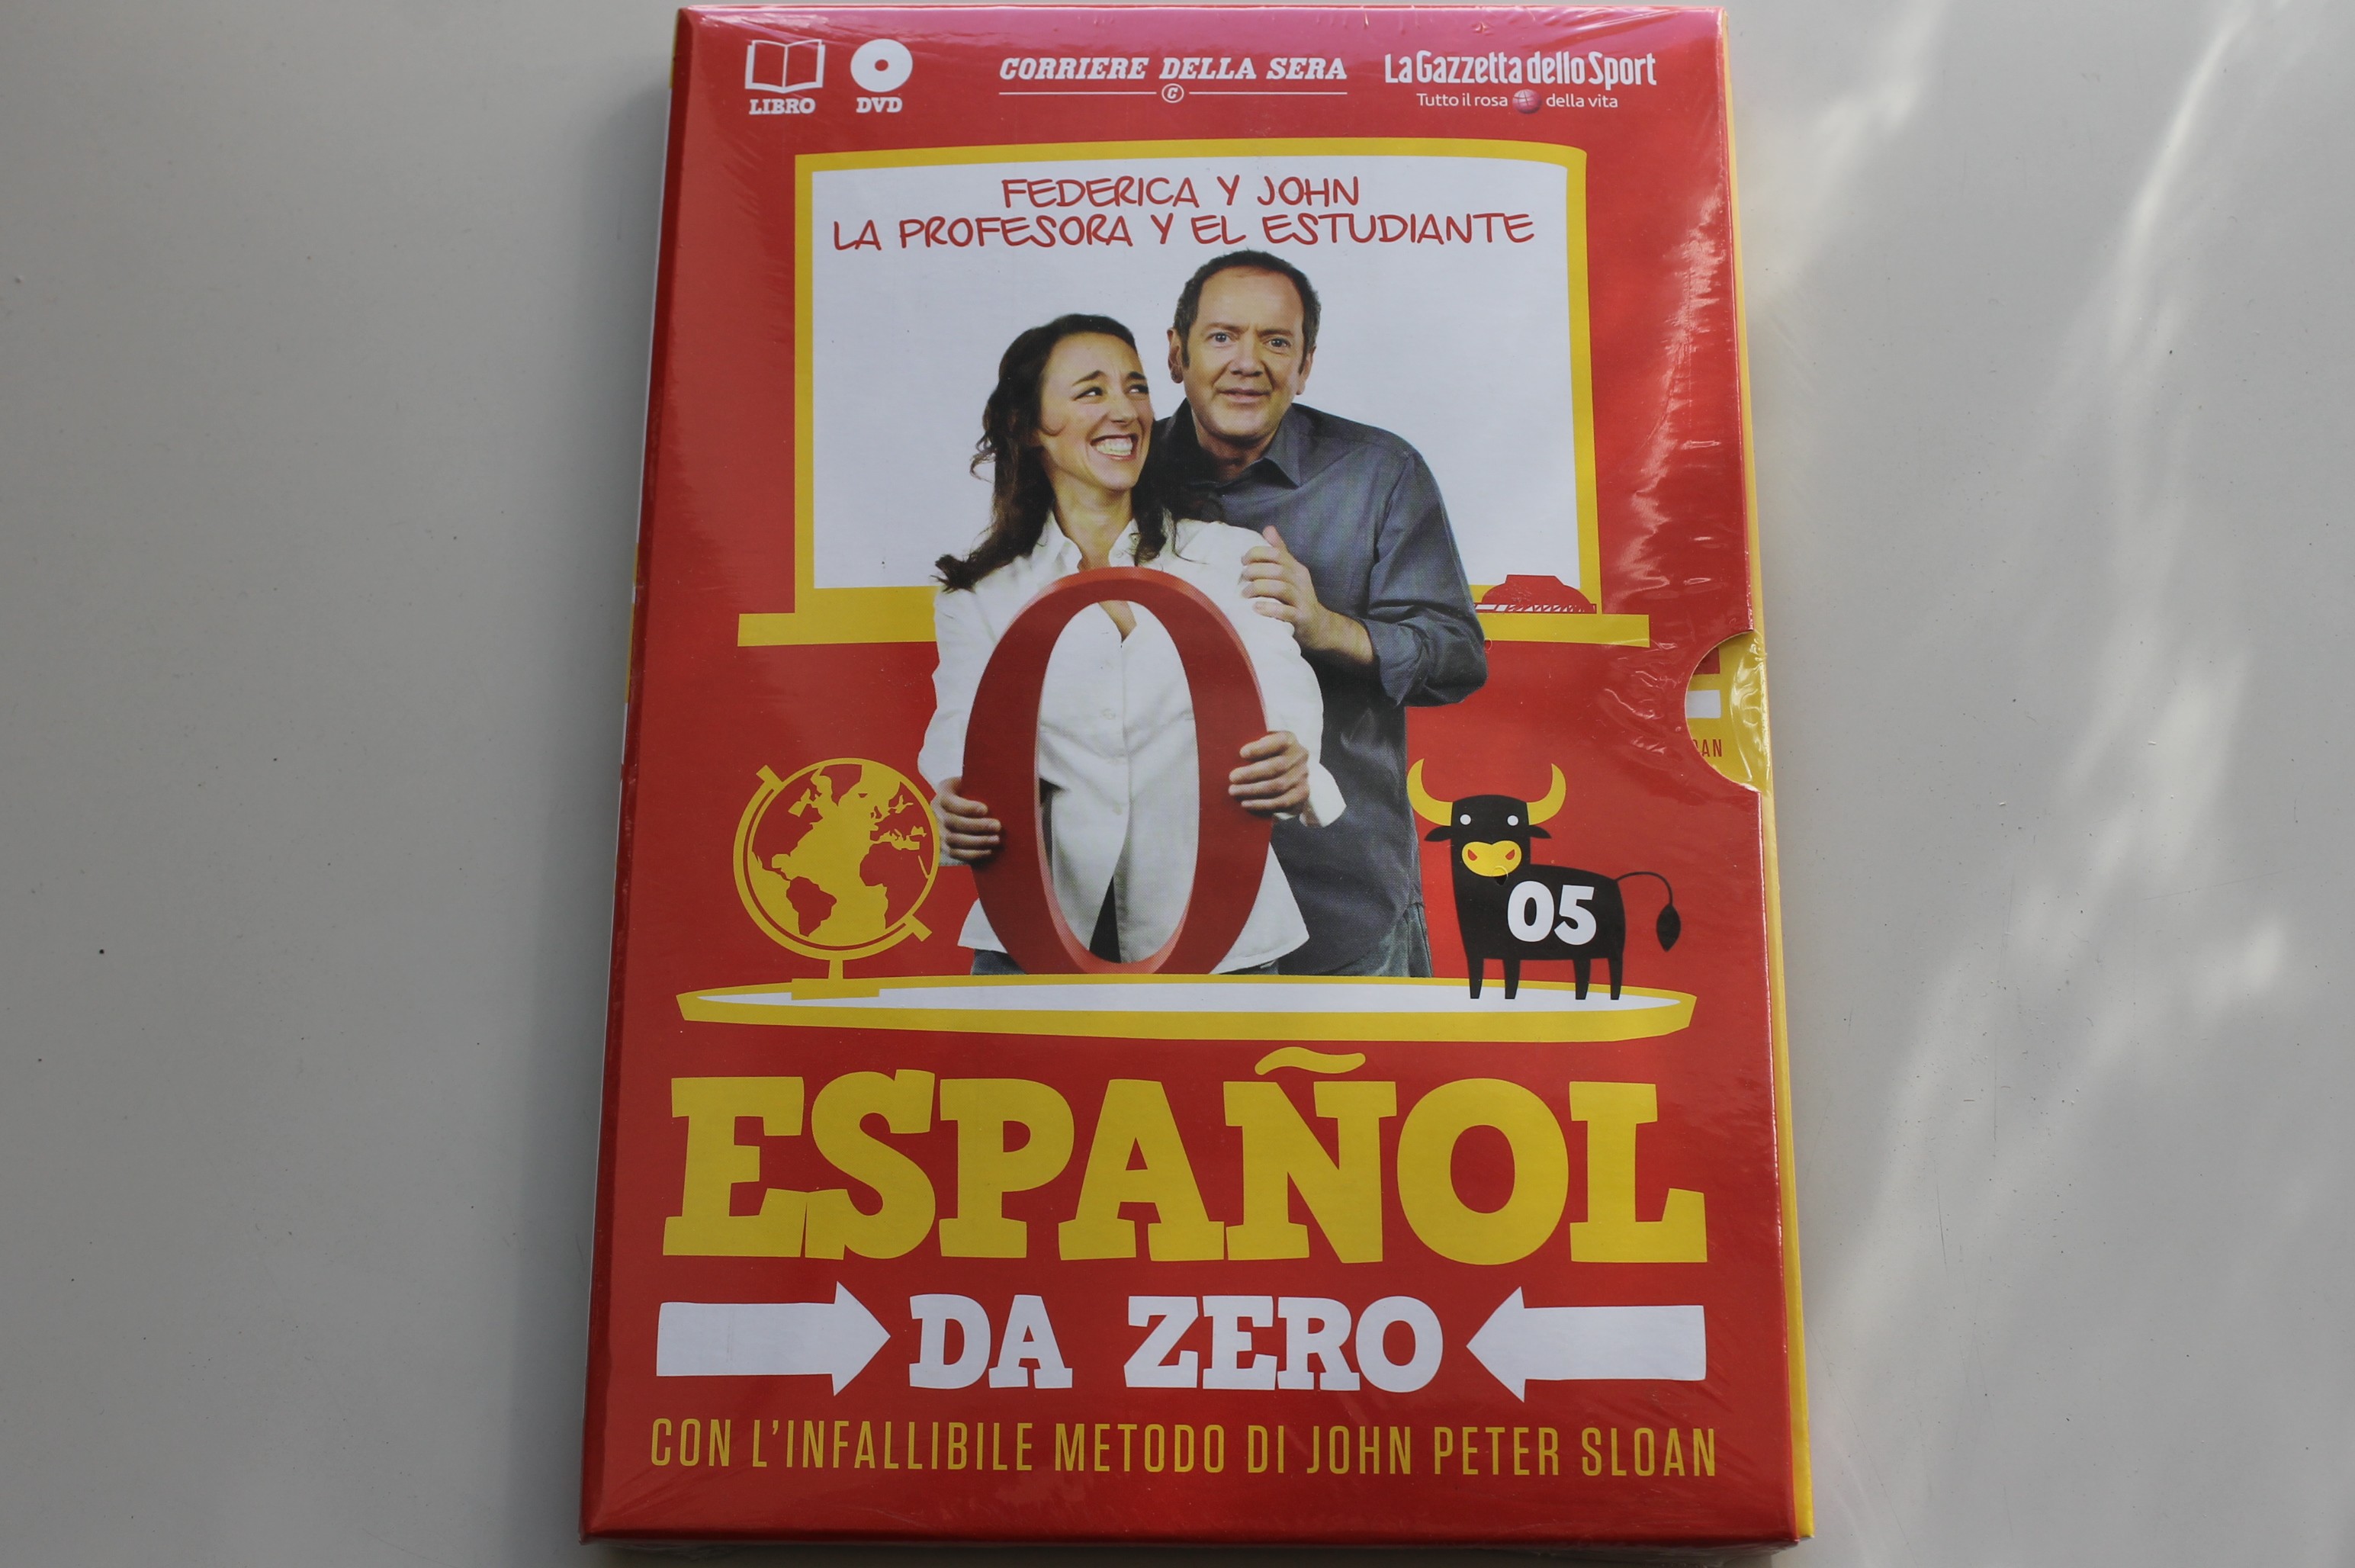 LIBRO
DVD
CORRIERE DELLA SERA
C
La Gazzetta dello Sport
Tutto il rosa della vita
FEDERICA Y JOHN
LA PROFESORA Y EL ESTUDIANTE
O
05
ESPAÑOL
DA ZERO
CON L'INFALLIBILE METODO DI JOHN PETER SLOAN